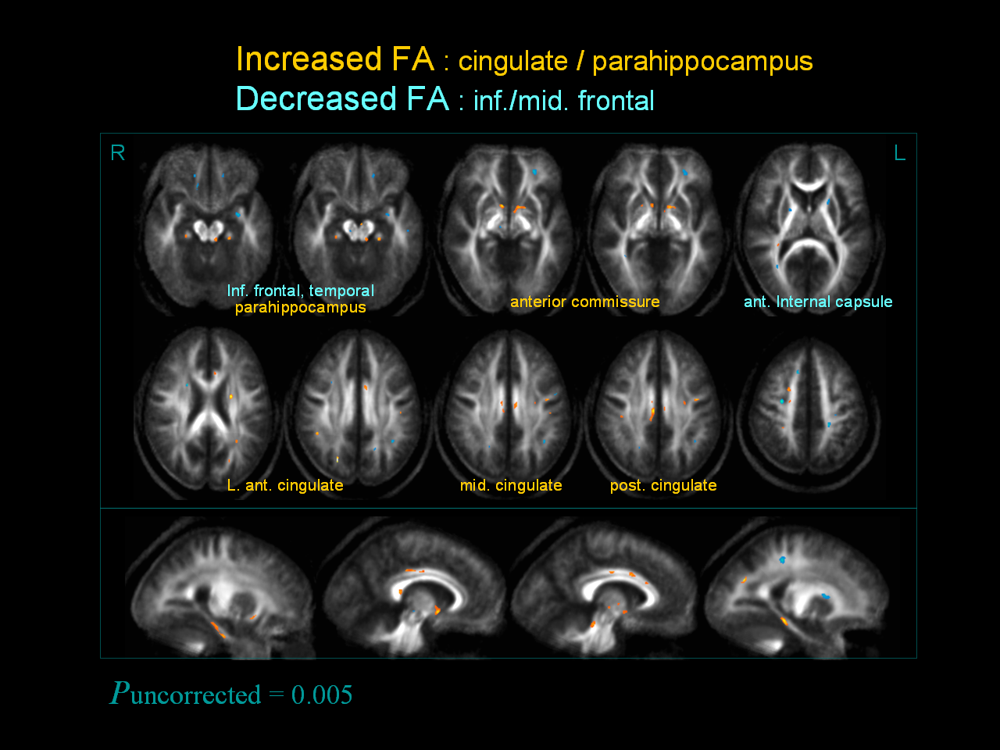 Increased FA : cingulate / parahippocampus
Decreased FA : inf./mid. frontal
R
L
Inf. frontal, temporal
parahippocampus
anterior commissure
ant. Internal capsule
L. ant. cingulate
mid. cingulate
post. cingulate
Puncorrected = 0.005